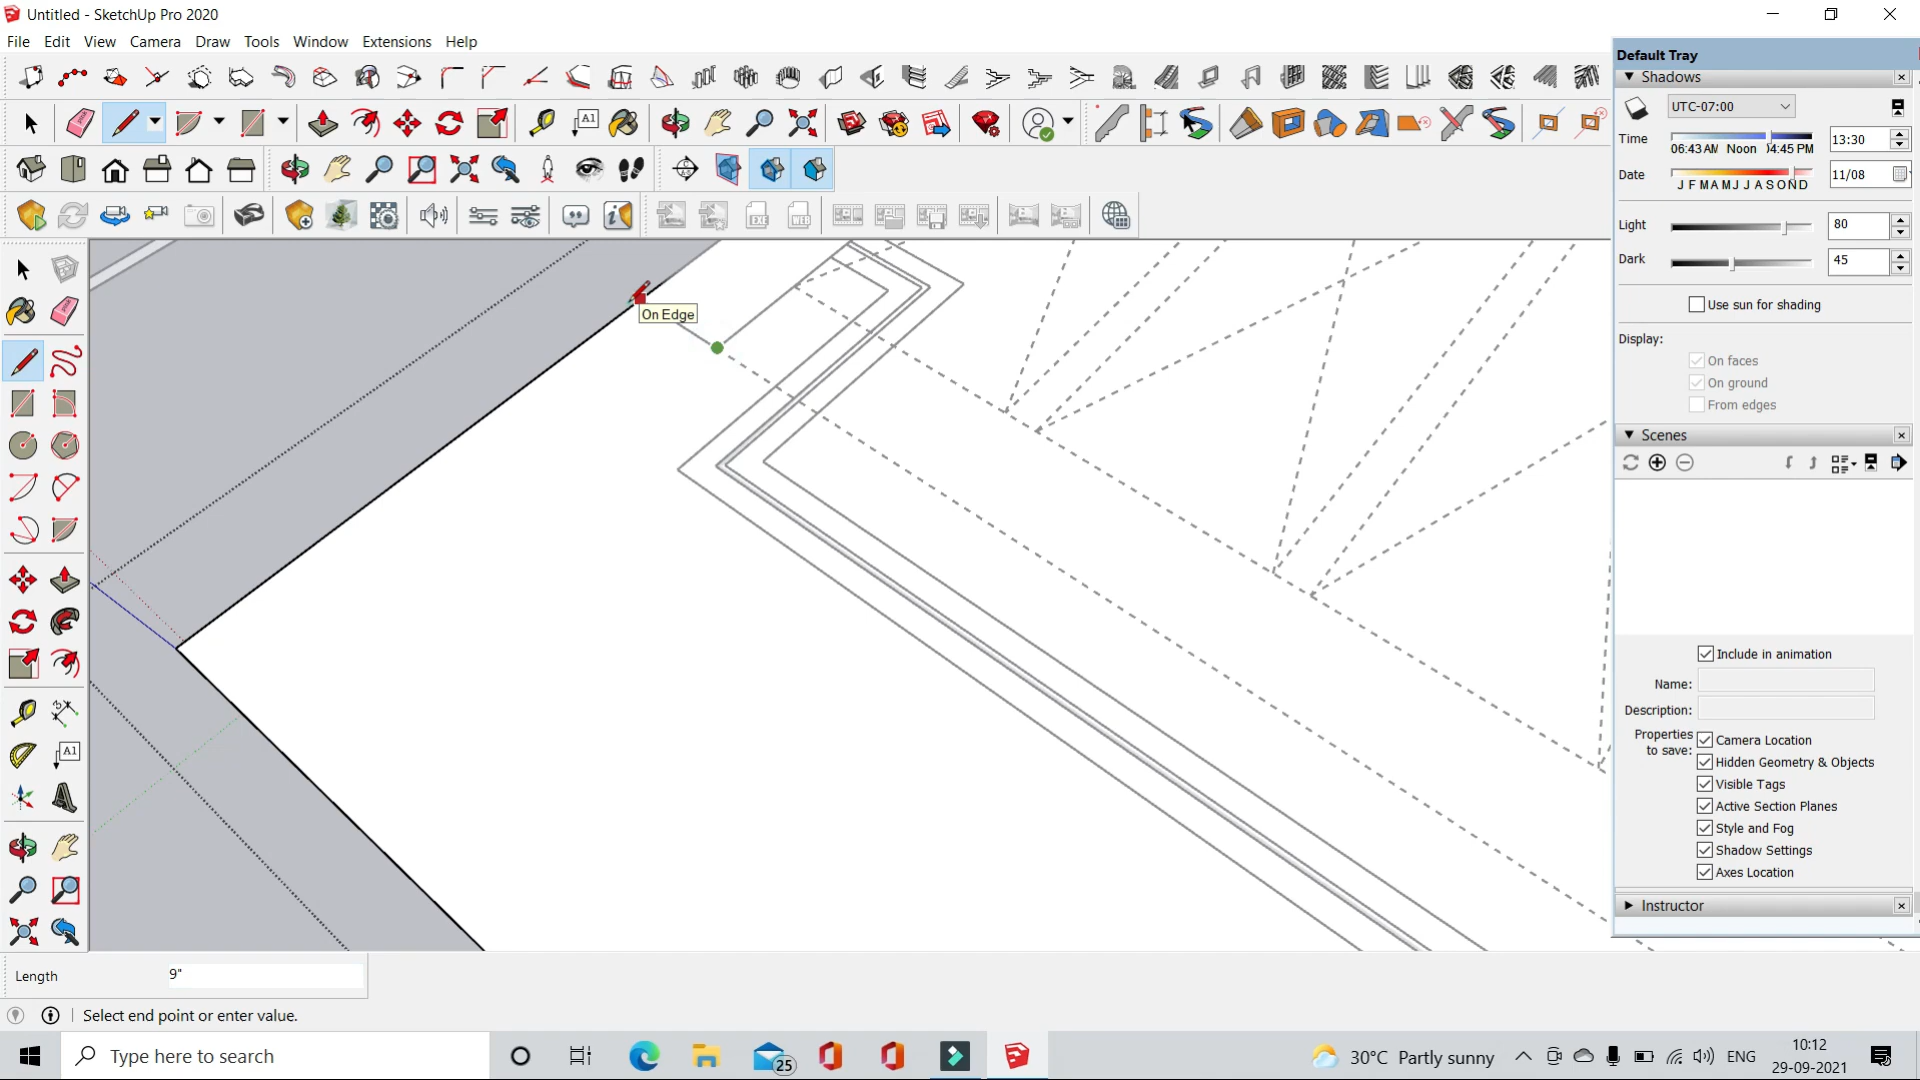 Untitled - SketchUp Pro 2020
File Edit View Camera Draw Tools Window Extensions Help
Default Tray
Shadows
UTC-07:00
Time 06:43 AM Noon 04:45 PM 13:30
Date J F M A M J J A S O N D 11/08
Light 80
Dark 45
Use sun for shading
Display:
On faces
On ground
From edges
Scenes
On Edge
Include in animation
Name:
Description:
Properties to save:
Camera Location
Hidden Geometry & Objects
Visible Tags
Active Section Planes
Style and Fog
Shadow Settings
Axes Location
Instructor
Length 9"
Select end point or enter value.
Type here to search
25
30°C Partly sunny
ENG
10:12
29-09-2021